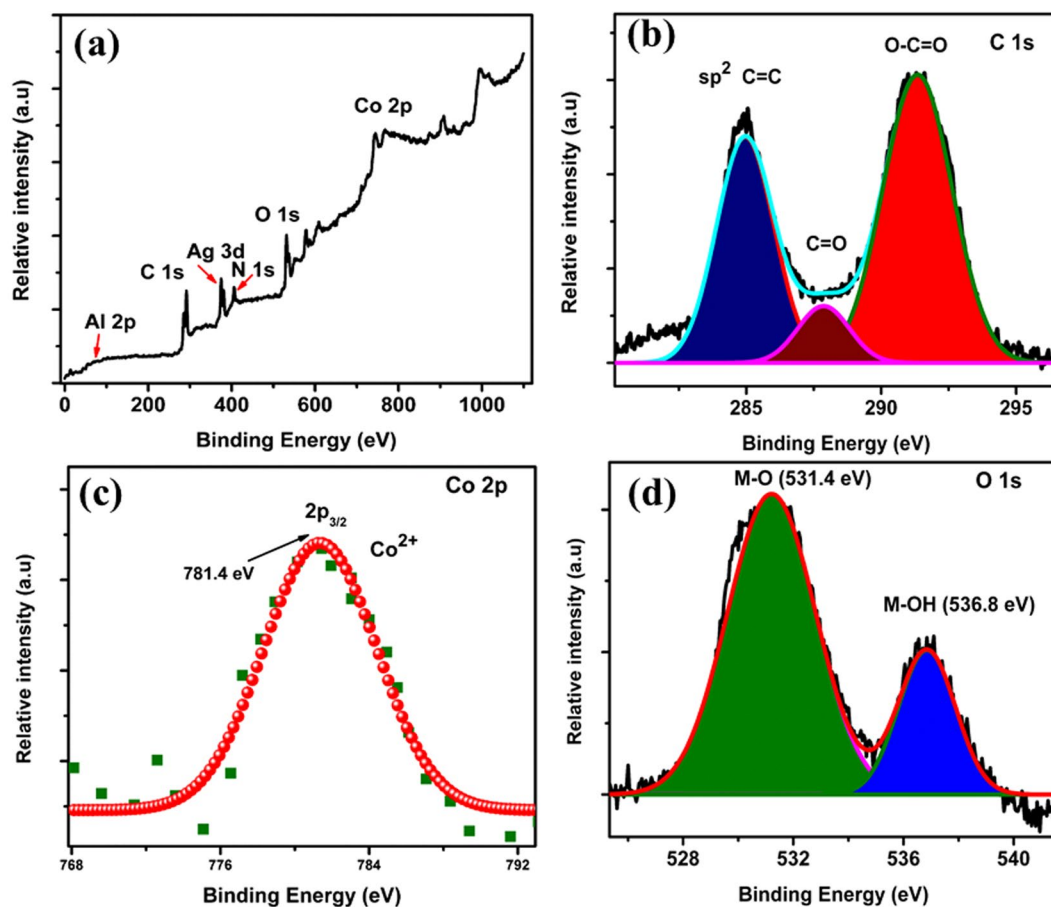 (a)
Relative intensity (a.u)
Al 2p
C 1s
Ag 3d
N 1s
O 1s
Co 2p
0 200 400 600 800 1000
Binding Energy (eV)
(b)
C 1s
Relative intensity (a.u)
sp² C=C
C=O
O-C=O
285 290 295
Binding Energy (eV)
(c)
Co 2p
Relative intensity (a.u)
2p3/2
Co2+
781.4 eV
768 776 784 792
Binding Energy (eV)
(d)
O 1s
Relative intensity (a.u)
M-O (531.4 eV)
M-OH (536.8 eV)
528 532 536 540
Binding Energy (eV)